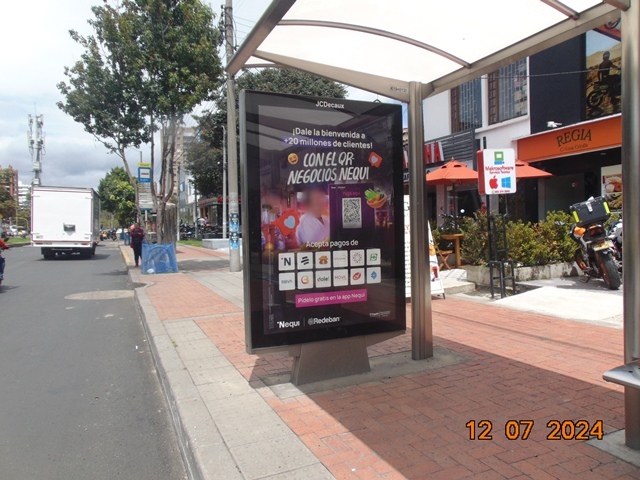 JCDecaux
¡Dale la bienvenida a
+20 millones de clientes!
CON EL QR
NEGOCIOS NEQUI
Acepta pagos de
Pídelo gratis en la app Nequi
Nequi
Redeban
REGIA
12 07 2024